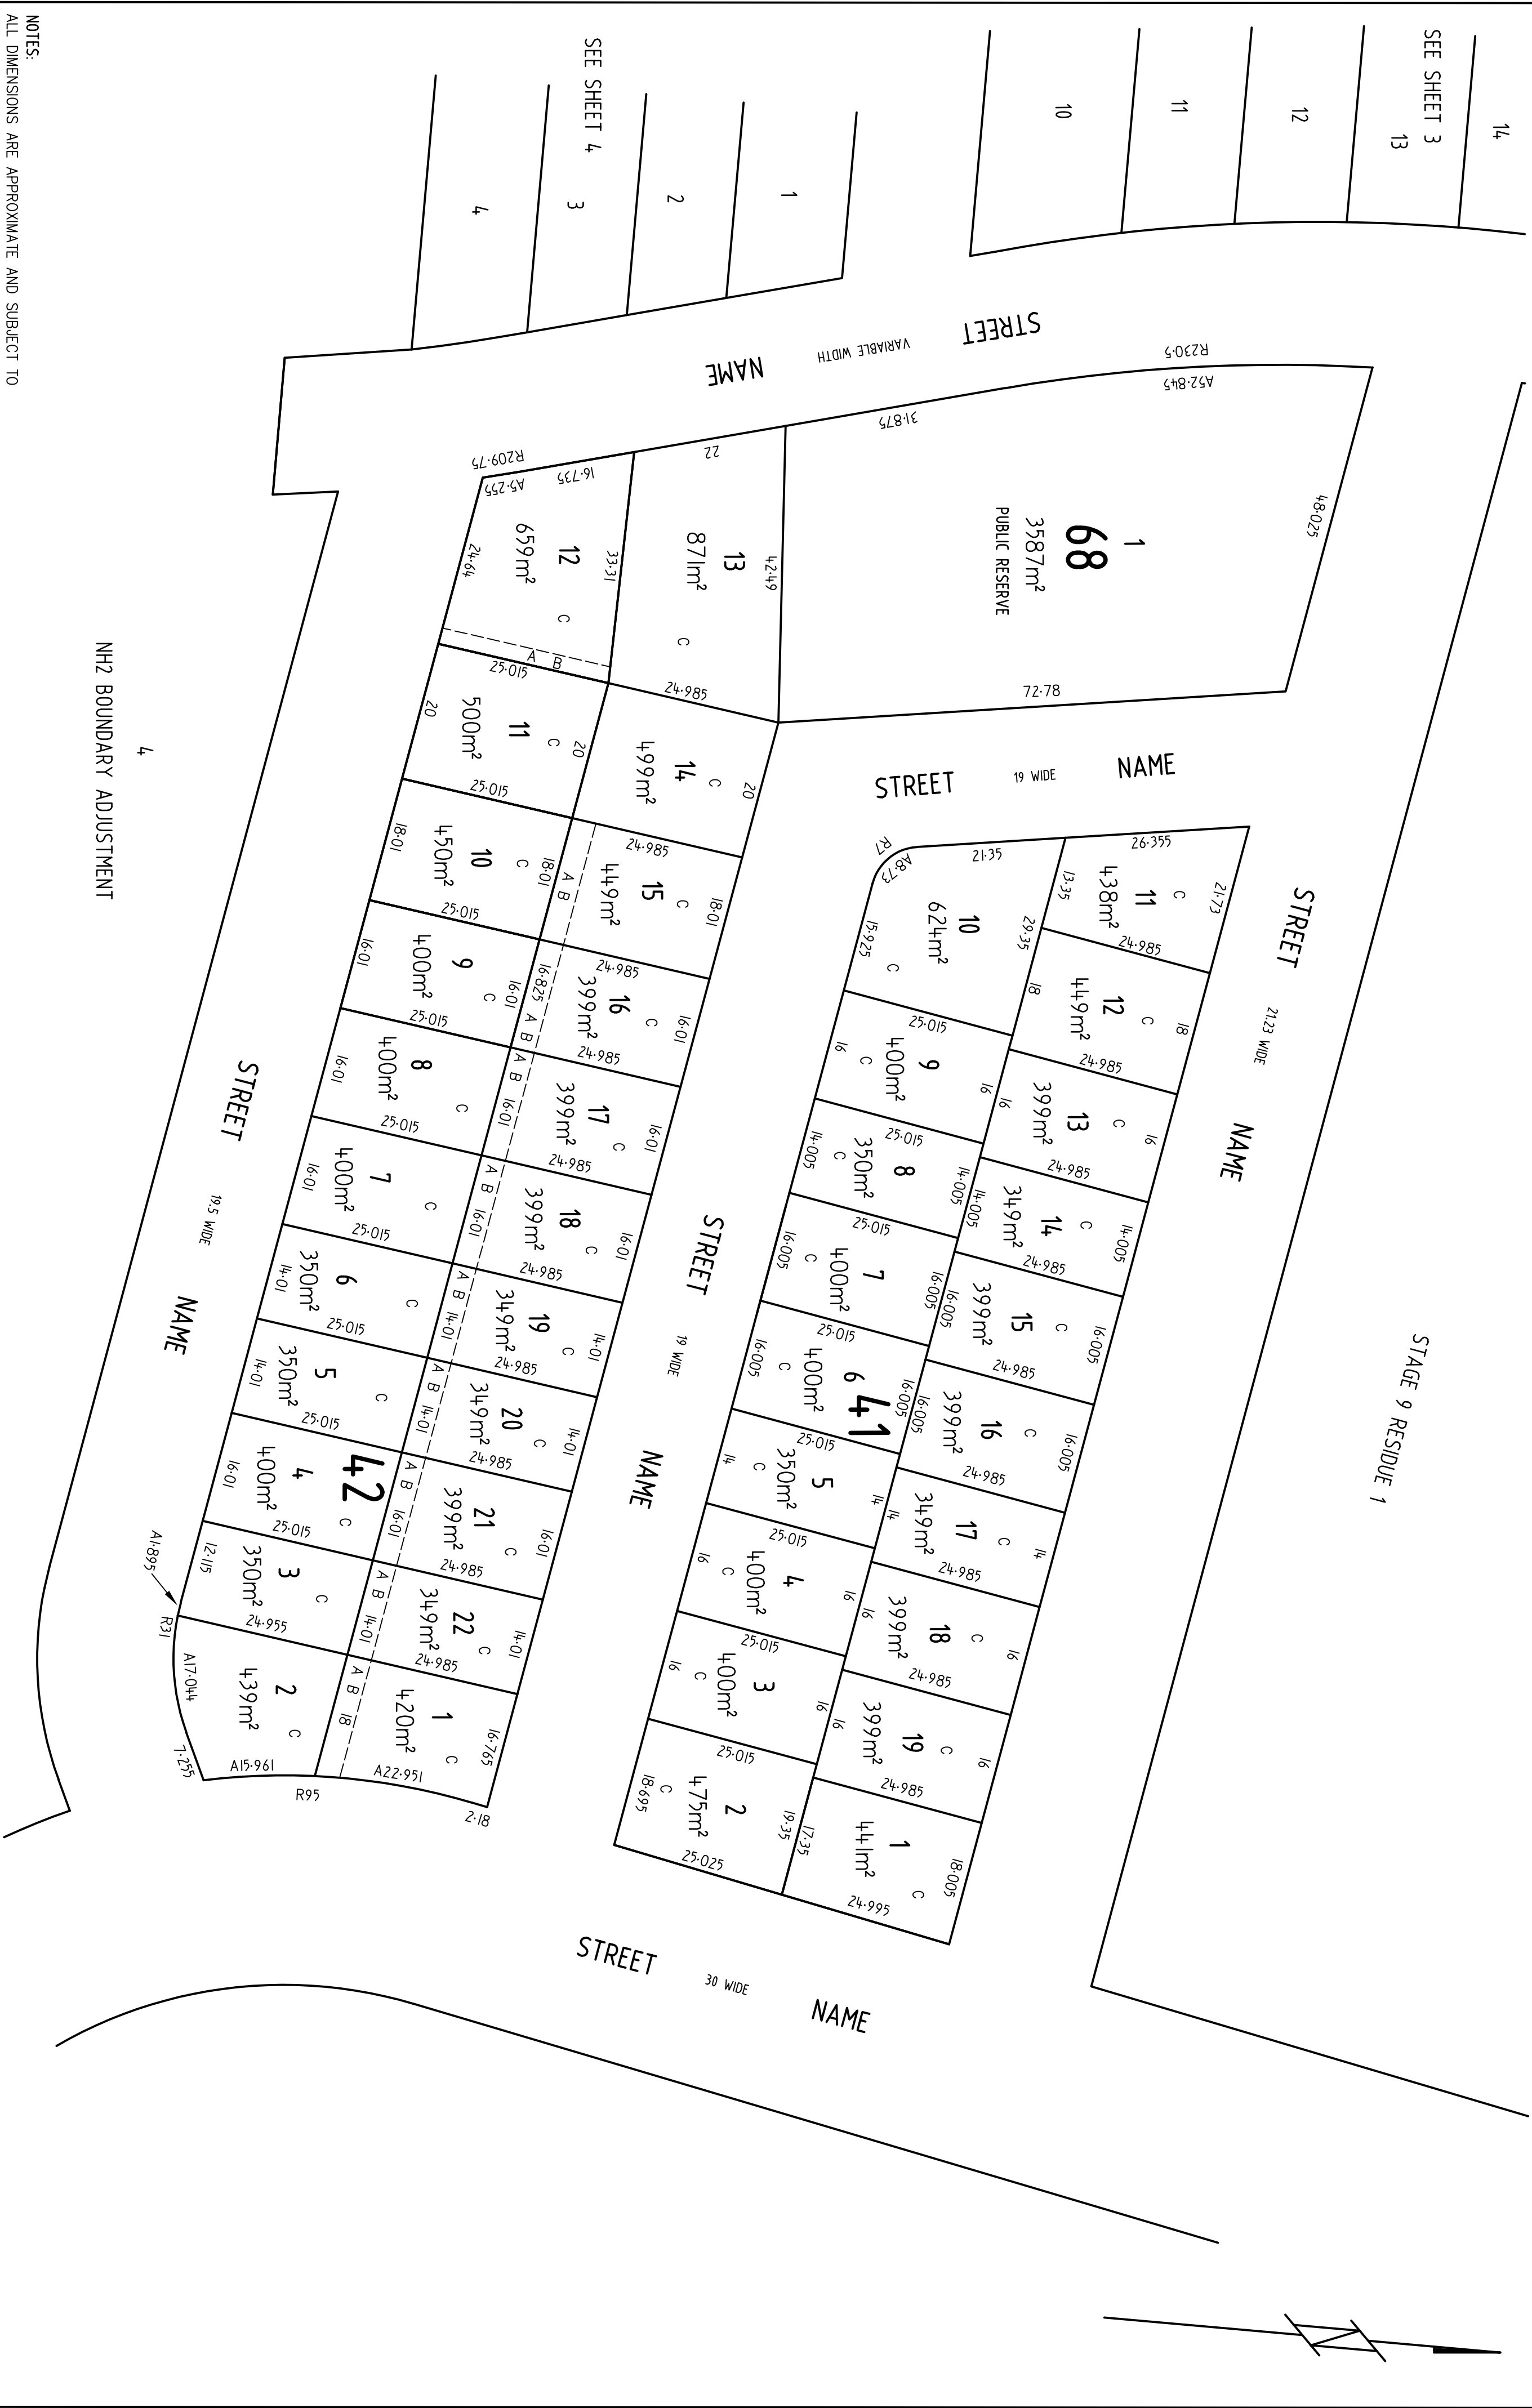 NOTES:
ALL DIMENSIONS ARE APPROXIMATE AND SUBJECT TO
SEE SHEET 4
4
3
2
1
SEE SHEET 3
10
11
12
13
14
STREET
VARIABLE WIDTH
NAME
R230·5
A52·845
31·875
48·025
1
68
3587m²
PUBLIC RESERVE
72·78
22
42·49
13
871m²
C
24·985
R209·75
A5·255
16·735
24·64
33·31
12
659m²
C
A B
25·015
11
500m²
C
20
20
25·015
10
450m²
C
18·01
18·01
25·015
9
400m²
C
16·01
16·01
25·015
8
400m²
C
16·01
25·015
7
400m²
C
16·01
25·015
6
350m²
C
14·01
25·015
5
350m²
C
14·01
25·015
42
4
400m²
C
16·01
25·015
3
350m²
C
12·115
A1·895
R31
24·955
2
439m²
C
A17·044
7·255
A15·961
R95
14
499m²
C
20
24·985
15
449m²
C
18·01
A B
24·985
16
399m²
C
16·01
16·825
A B
24·985
17
399m²
C
16·01
A B
16·01
24·985
18
399m²
C
16·01
A B
16·01
24·985
19
349m²
C
14·01
A B
14·01
24·985
20
349m²
C
14·01
A B
14·01
24·985
21
399m²
C
16·01
A B
16·01
24·985
22
349m²
C
14·01
A B
14·01
24·985
1
420m²
C
16·765
A B
18
A22·951
2·18
STREET
19 WIDE
NAME
R7
A8·73
21·35
26·355
11
438m²
C
21·73
13·35
24·985
10
624m²
C
29·35
15·925
25·015
12
449m²
C
18
18
24·985
9
400m²
C
16
16
25·015
13
399m²
C
16
16
24·985
8
350m²
C
14·005
14·005
25·015
14
349m²
C
14·005
14·005
24·985
7
400m²
C
16·005
16·005
25·015
15
399m²
C
16·005
16·005
24·985
41
6
400m²
C
16·005
16·005
25·015
16
399m²
C
16·005
16·005
24·985
5
350m²
C
14
14
25·015
17
349m²
C
14
14
24·985
4
400m²
C
16
16
25·015
18
399m²
C
16
16
24·985
3
400m²
C
16
16
25·015
19
399m²
C
16
16
24·985
2
475m²
C
18·695
19·35
25·025
1
441m²
C
17·35
18·005
24·995
STREET
21.23 WIDE
NAME
STREET
19 WIDE
NAME
STREET
19.5 WIDE
NAME
STREET
30 WIDE
NAME
STAGE 9 RESIDUE 1
4
NH2 BOUNDARY ADJUSTMENT